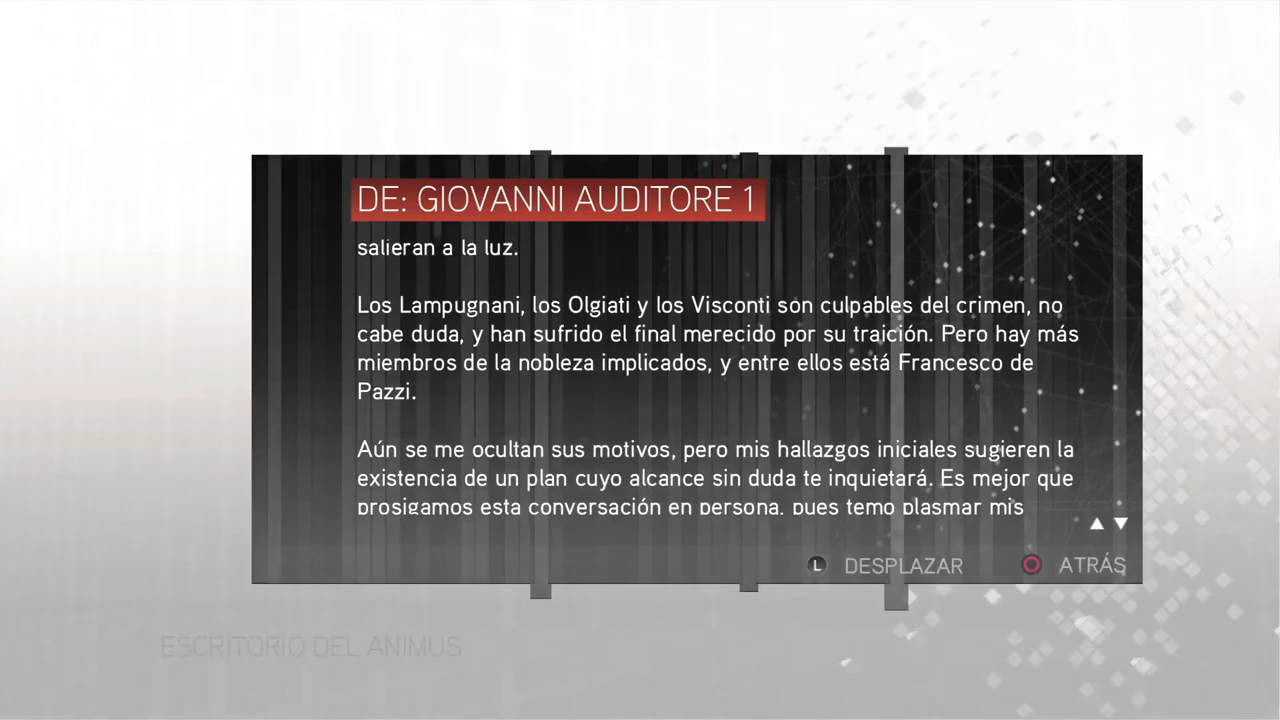 DE: GIOVANNI AUDITORE 1
salieran a la luz.
Los Lampugnani, los Olgiati y los Visconti son culpables del crimen, no
cabe duda, y han sufrido el final merecido por su traición. Pero hay más
miembros de la nobleza implicados, y entre ellos está Francesco de
Pazzi.
Aún se me ocultan sus motivos, pero mis hallazgos iniciales sugieren la
existencia de un plan cuyo alcance sin duda te inquietará. Es mejor que
prosigamos esta conversación en persona, pues temo plasmar mis
L DESPLAZAR ATRÁS
ESCRITORIO DEL ANIMUS